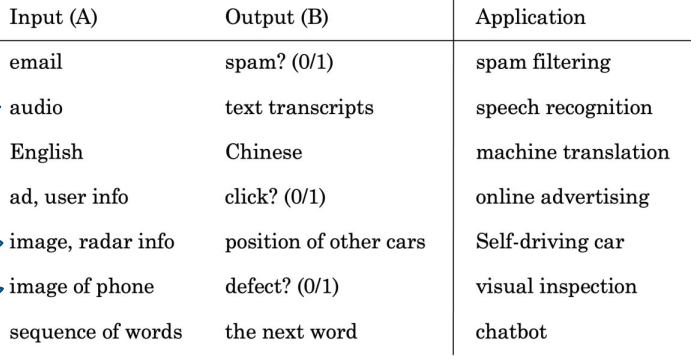 Input (A) Output (B) Application
email spam? (0/1) spam filtering
audio text transcripts speech recognition
English Chinese machine translation
ad, user info click? (0/1) online advertising
image, radar info position of other cars Self-driving car
image of phone defect? (0/1) visual inspection
sequence of words the next word chatbot